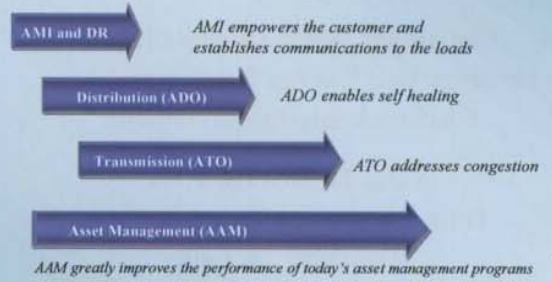 AMI and DR
AMI empowers the customer and
establishes communications to the loads
Distribution (ADO)
ADO enables self healing
Transmission (ATO)
ATO addresses congestion
Asset Management (AAM)
AAM greatly improves the performance of today's asset management programs